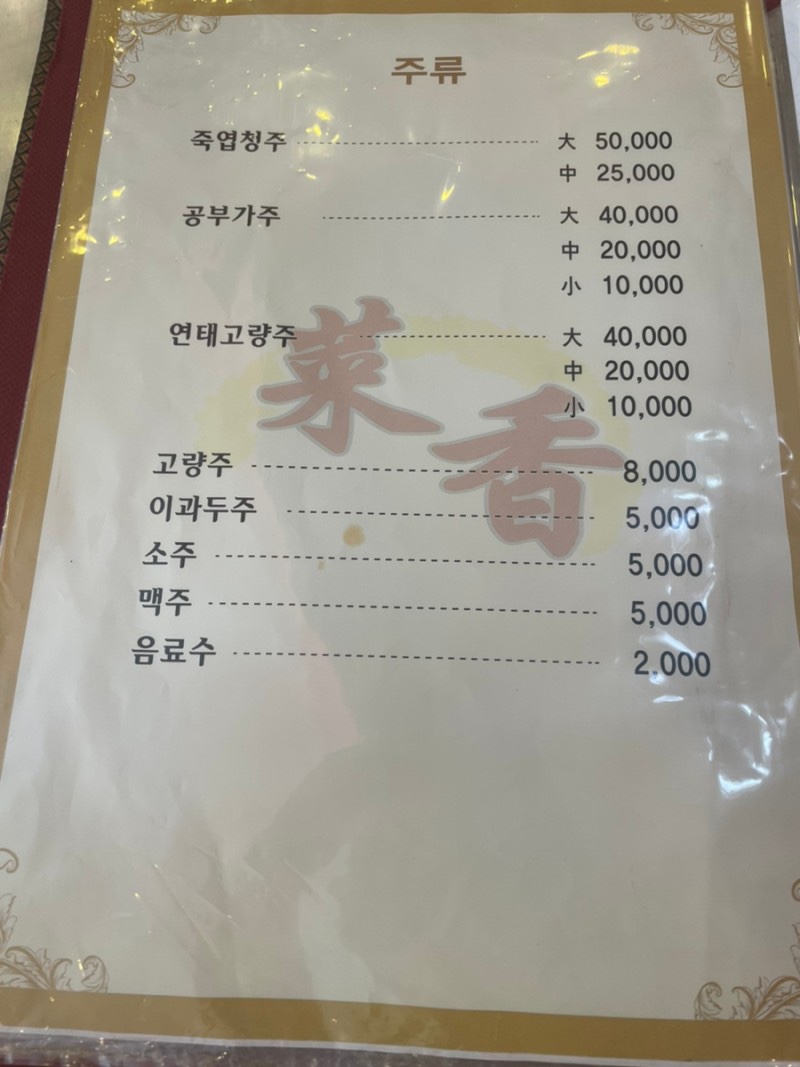 주류
죽엽청주 大 50,000
中 25,000
공부가주 大 40,000
中 20,000
小 10,000
연태고량주 大 40,000
中 20,000
小 10,000
菜香
고량주 8,000
이과두주 5,000
소주 5,000
맥주 5,000
음료수 2.000